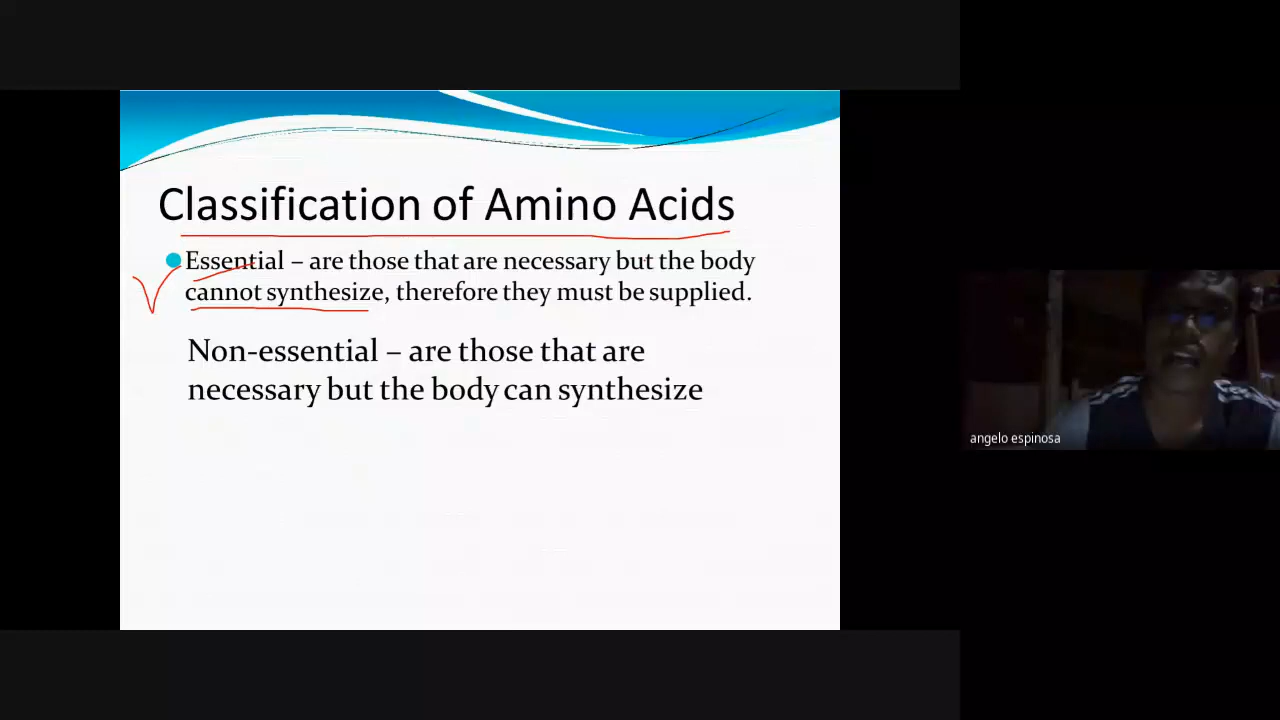 Classification of Amino Acids
Essential – are those that are necessary but the body
cannot synthesize, therefore they must be supplied.
Non-essential – are those that are
necessary but the body can synthesize
angelo espinosa